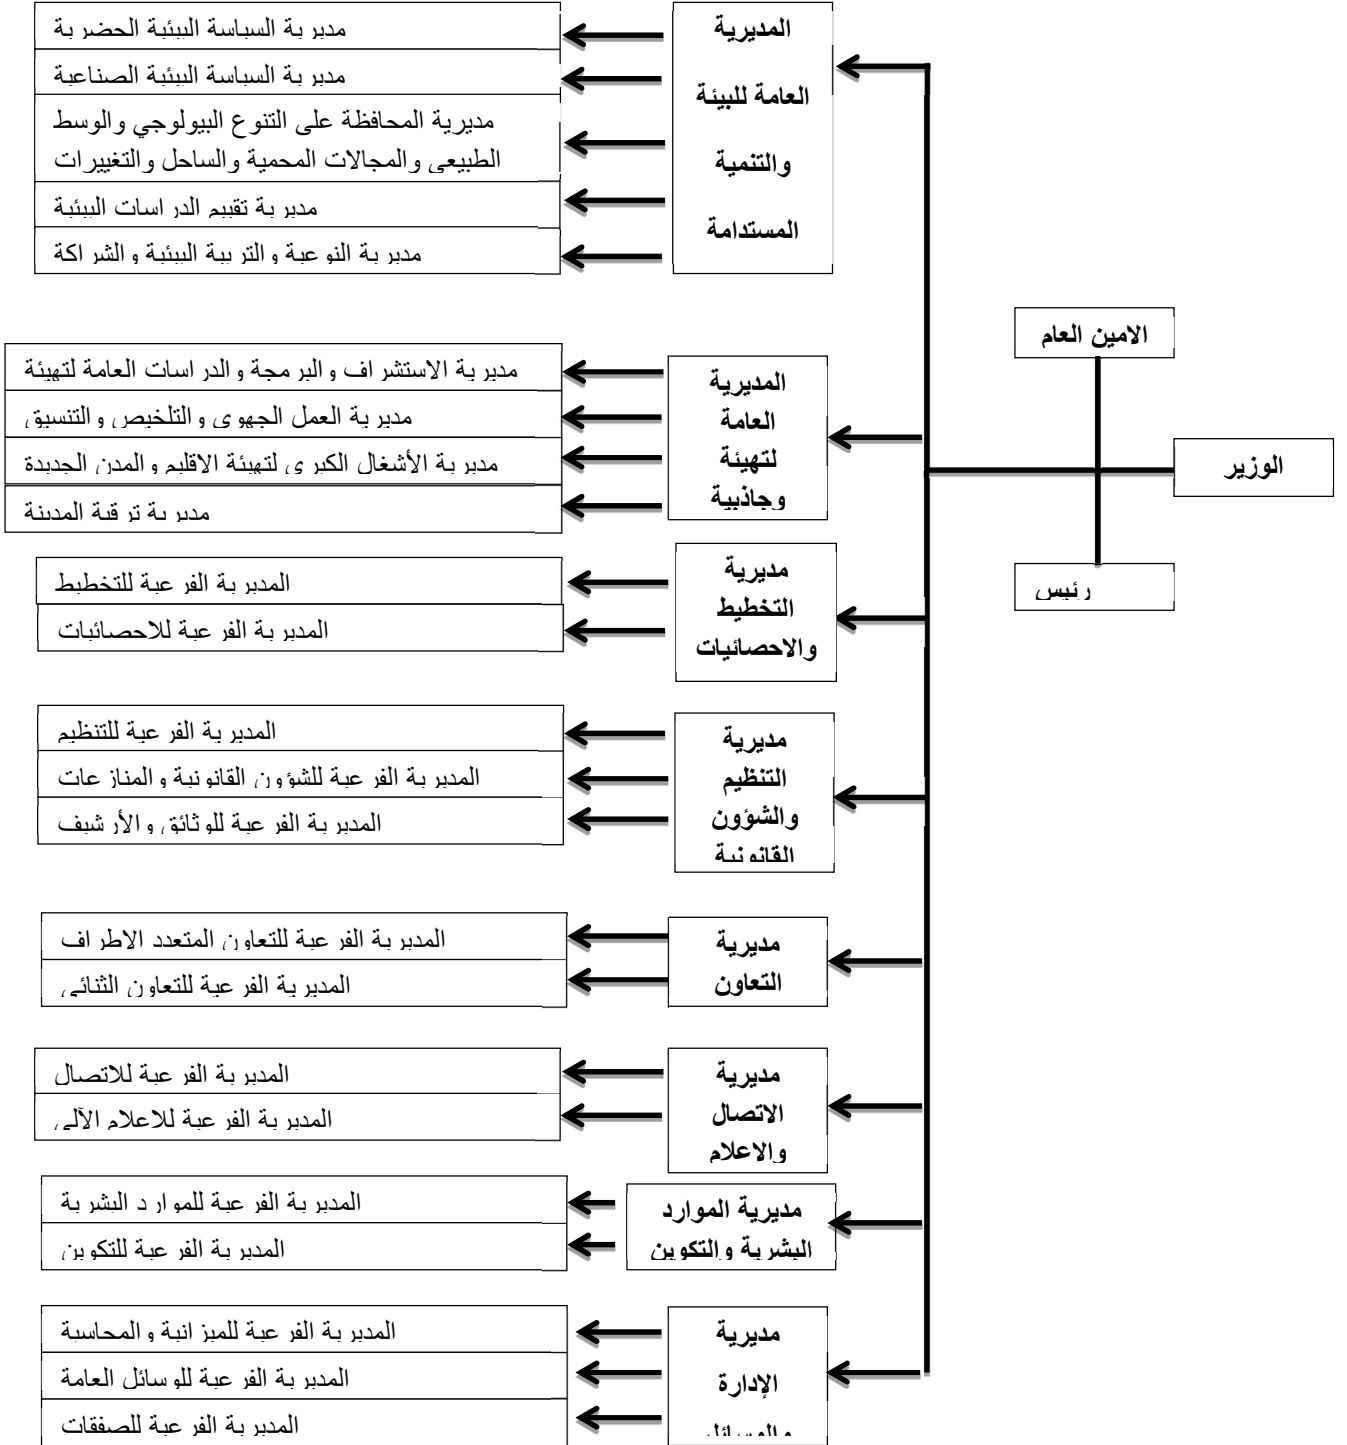 الوزير
الامين العام
رئيس
المديرية
العامة للبيئة
والتنمية
المستدامة
مديرية السياسة البيئية الحضرية
مديرية السياسة البيئية الصناعية
مديرية المحافظة على التنوع البيولوجي والوسط
الطبيعي والمجالات المحمية والساحل والتغييرات
مديرية تقييم الدراسات البيئية
مديرية النوعية والتربية البيئية والشراكة
المديرية
العامة
لتهيئة
وجاذبية
مديرية الاستشراف والبرمجة والدراسات العامة لتهيئة
مديرية العمل الجهوي والتلخيص والتنسيق
مديرية الأشغال الكبرى لتهيئة الاقليم والمدن الجديدة
مديرية ترقية المدينة
مديرية
التخطيط
والاحصائيات
المديرية الفرعية للتخطيط
المديرية الفرعية للاحصائيات
مديرية
التنظيم
والشؤون
القانونية
المديرية الفرعية للتنظيم
المديرية الفرعية للشؤون القانونية والمنازعات
المديرية الفرعية للوثائق والأرشيف
مديرية
التعاون
المديرية الفرعية للتعاون المتعدد الاطراف
المديرية الفرعية للتعاون الثنائي
مديرية
الاتصال
والاعلام
المديرية الفرعية للاتصال
المديرية الفرعية للاعلام الآلي
مديرية الموارد
البشرية والتكوين
المديرية الفرعية للموارد البشرية
المديرية الفرعية للتكوين
مديرية
الإدارة
والوسائل
المديرية الفرعية للميزانية والمحاسبة
المديرية الفرعية للوسائل العامة
المديرية الفرعية للصفقات